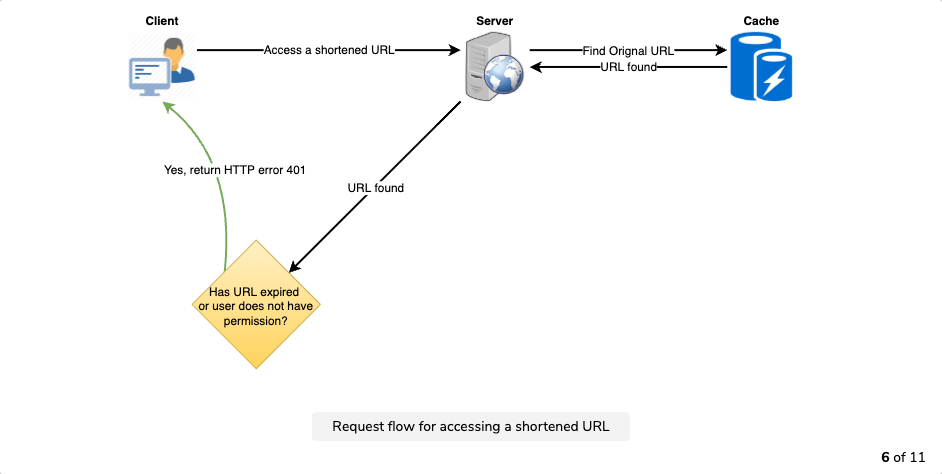 Client
Server
Cache
Access a shortened URL
Find Orignal URL
URL found
Yes, return HTTP error 401
URL found
Has URL expired
or user does not have
permission?
Request flow for accessing a shortened URL
6 of 11